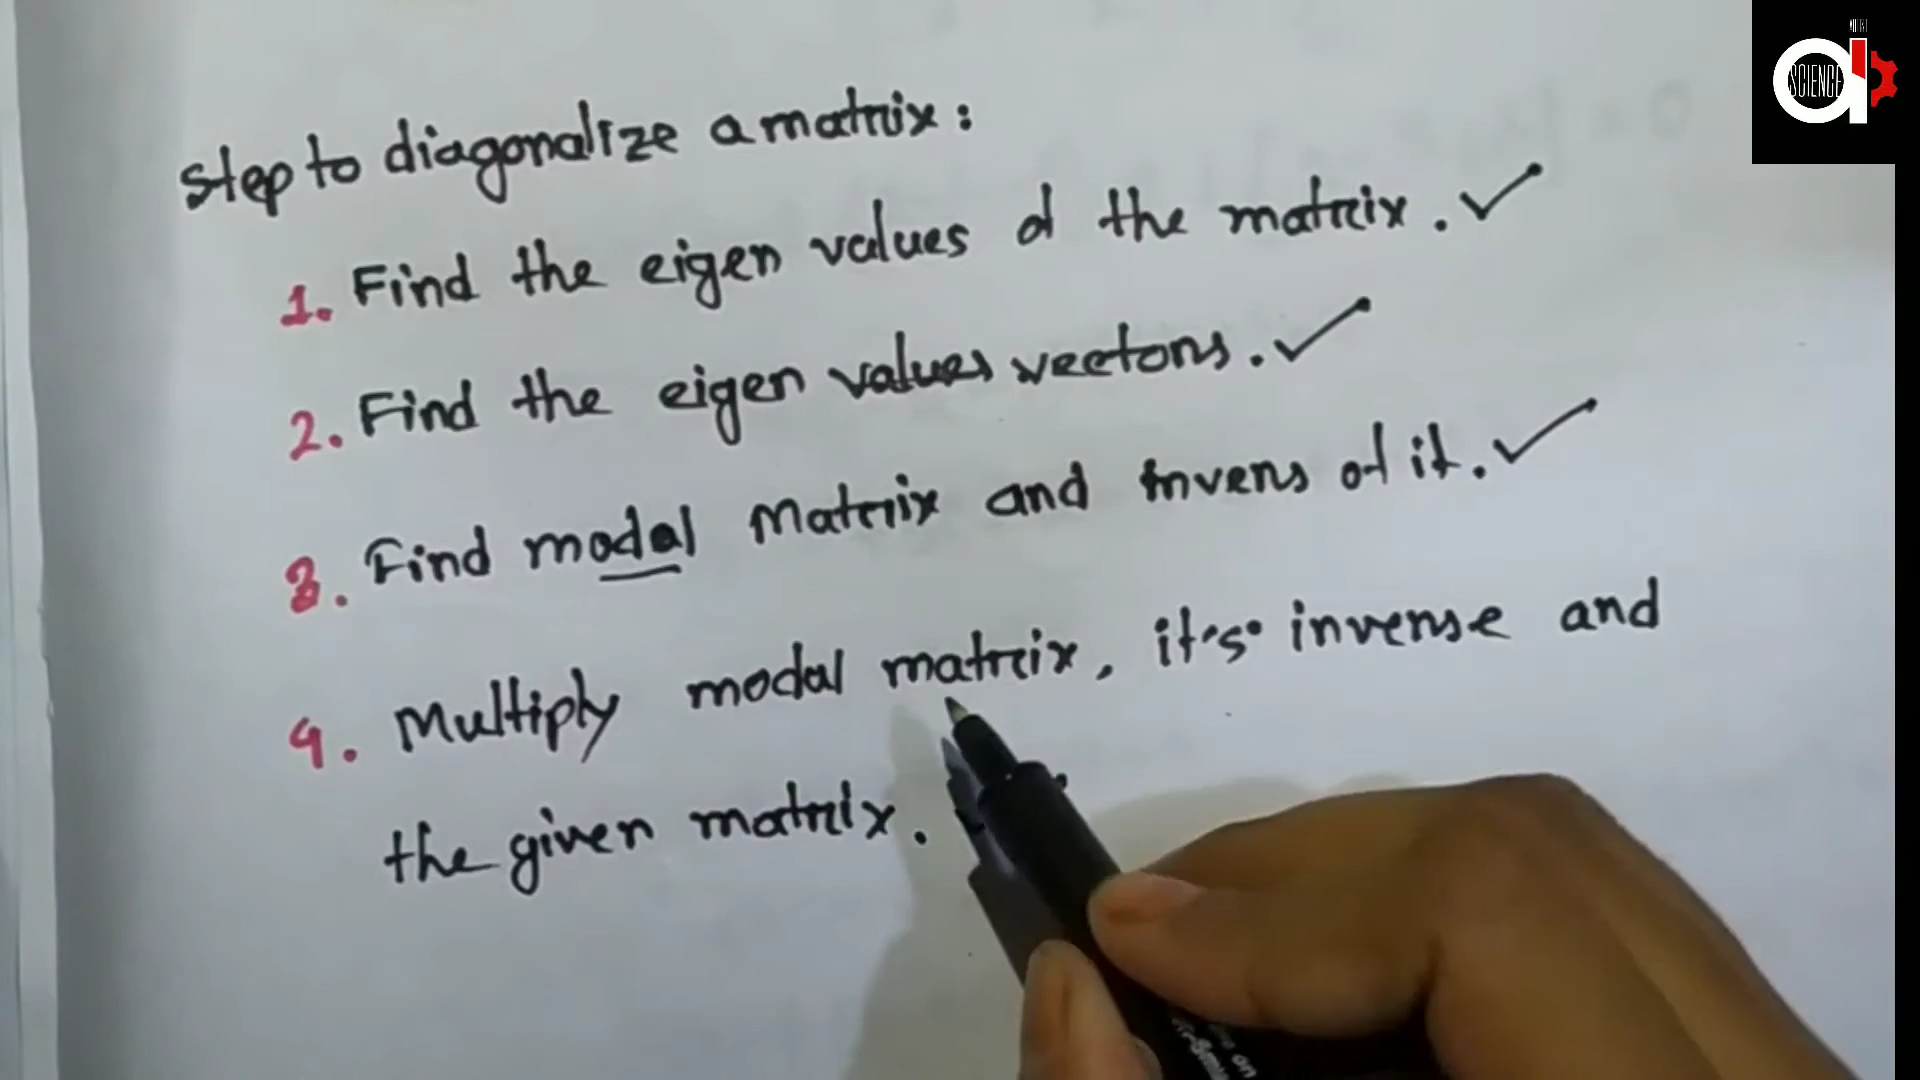 step to diagonalize a matrix:
1. Find the eigen values of the matrix.
2. Find the eigen values vectors.
3. Find modal Matrix and invers of it.
4. Multiply modal matrix, it's inverse and
the given matrix.
SCIENCE